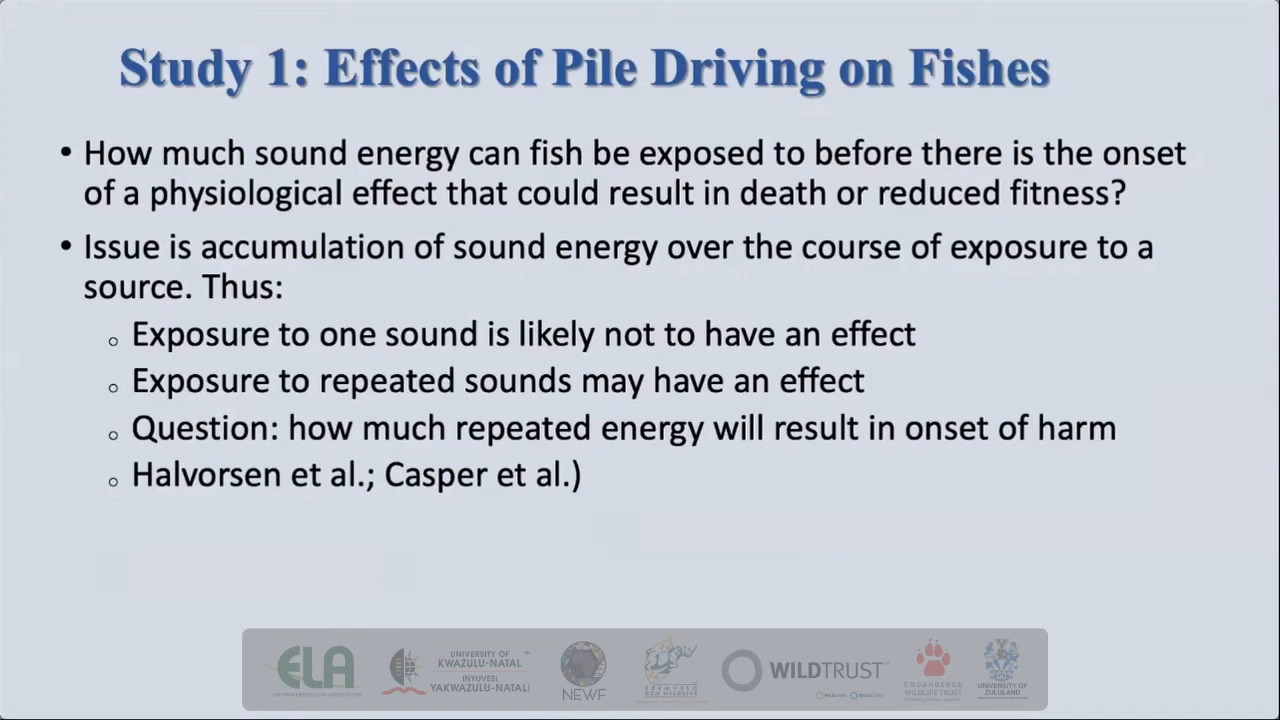 Study 1: Effects of Pile Driving on Fishes
• How much sound energy can fish be exposed to before there is the onset
of a physiological effect that could result in death or reduced fitness?
• Issue is accumulation of sound energy over the course of exposure to a
source. Thus:
○ Exposure to one sound is likely not to have an effect
○ Exposure to repeated sounds may have an effect
○ Question: how much repeated energy will result in onset of harm
○ Halvorsen et al.; Casper et al.)
ELA
UNIVERSITY OF
KWAZULU-NATAL
INYUVESI
YAKWAZULU-NATALI
NEWF
WILDTRUST
ENDANGERED
WILDLIFE TRUST
UNIVERSITY OF
ZULULAND